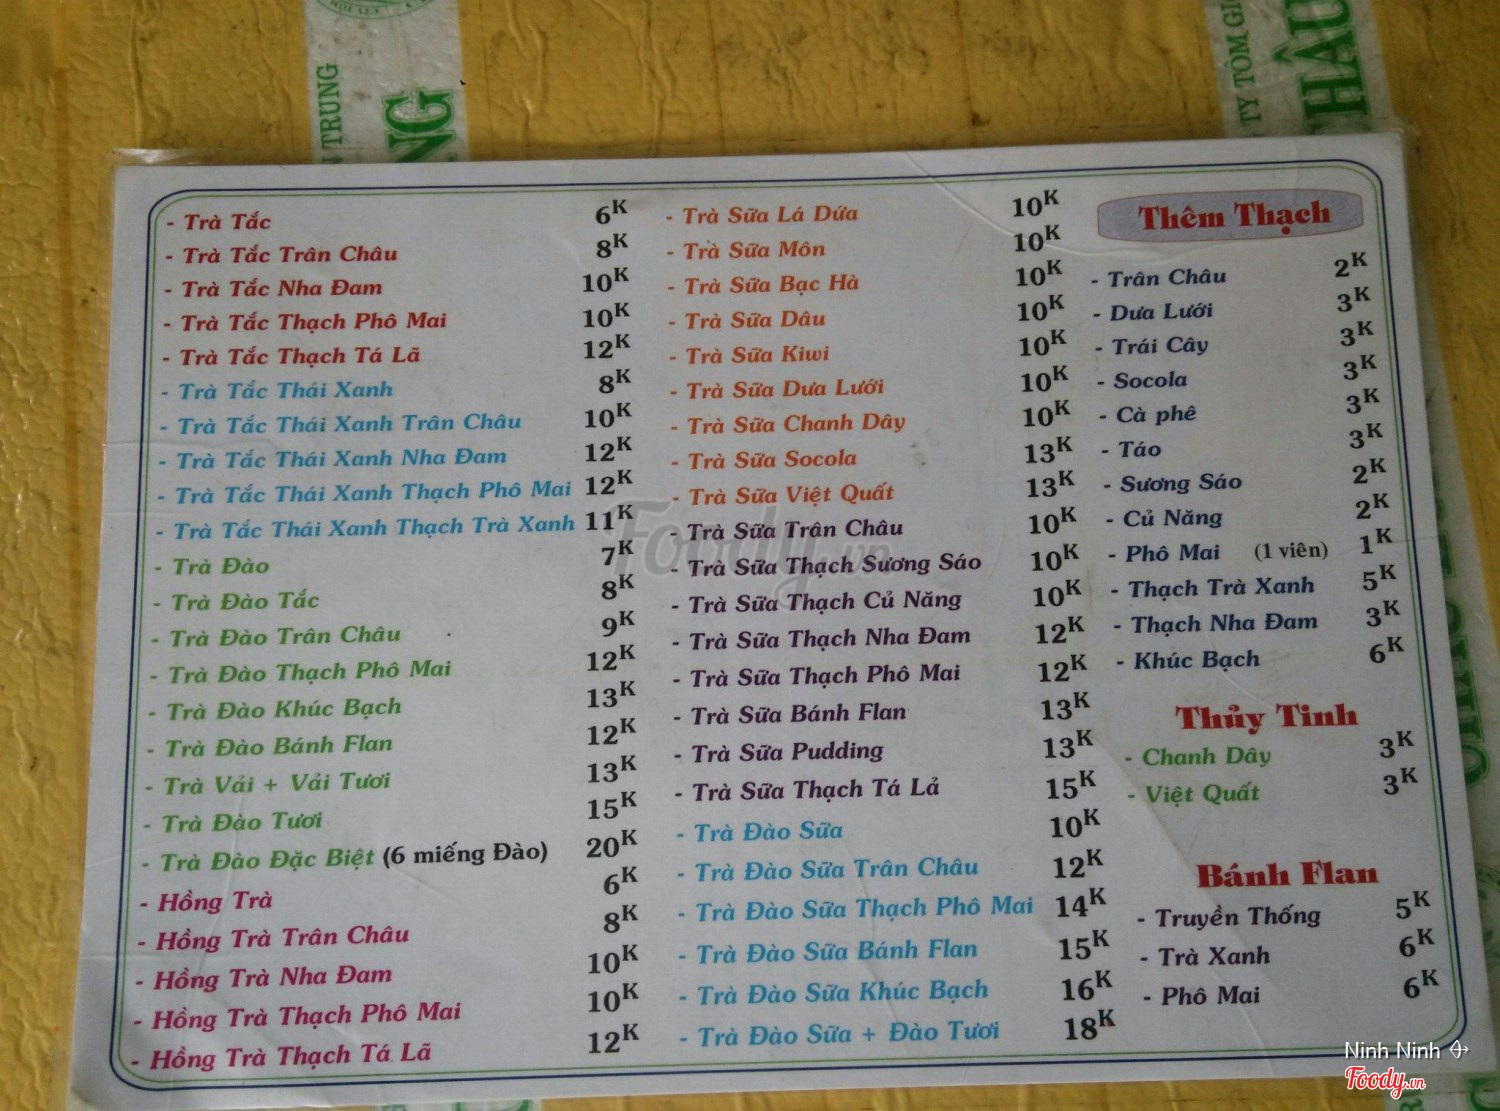 - Trà Tắc 6K
- Trà Tắc Trân Châu 8K
- Trà Tắc Nha Đam 10K
- Trà Tắc Thạch Phô Mai 10K
- Trà Tắc Thạch Tá Lã 12K
- Trà Tắc Thái Xanh 8K
- Trà Tắc Thái Xanh Trân Châu 10K
- Trà Tắc Thái Xanh Nha Đam 12K
- Trà Tắc Thái Xanh Thạch Phô Mai 12K
- Trà Tắc Thái Xanh Thạch Trà Xanh 11K
- Trà Đào 7K
- Trà Đào Tắc 8K
- Trà Đào Trân Châu 9K
- Trà Đào Thạch Phô Mai 12K
- Trà Đào Khúc Bạch 13K
- Trà Đào Bánh Flan 12K
- Trà Vải + Vải Tươi 13K
- Trà Đào Tươi 15K
- Trà Đào Đặc Biệt (6 miếng Đào) 20K
- Hồng Trà 6K
- Hồng Trà Trân Châu 8K
- Hồng Trà Nha Đam 10K
- Hồng Trà Thạch Phô Mai 10K
- Hồng Trà Thạch Tá Lã 12K
- Trà Sữa Lá Dứa 10K
- Trà Sữa Môn 10K
- Trà Sữa Bạc Hà 10K
- Trà Sữa Dâu 10K
- Trà Sữa Kiwi 10K
- Trà Sữa Dưa Lưới 10K
- Trà Sữa Chanh Dây 10K
- Trà Sữa Socola 13K
- Trà Sữa Việt Quất 13K
- Trà Sữa Trân Châu 10K
- Trà Sữa Thạch Sương Sáo 10K
- Trà Sữa Thạch Củ Năng 10K
- Trà Sữa Thạch Nha Đam 12K
- Trà Sữa Thạch Phô Mai 12K
- Trà Sữa Bánh Flan 13K
- Trà Sữa Pudding 13K
- Trà Sữa Thạch Tá Lả 15K
- Trà Đào Sữa 10K
- Trà Đào Sữa Trân Châu 12K
- Trà Đào Sữa Thạch Phô Mai 14K
- Trà Đào Sữa Bánh Flan 15K
- Trà Đào Sữa Khúc Bạch 16K
- Trà Đào Sữa + Đào Tươi 18K
Thêm Thạch
- Trân Châu 2K
- Dưa Lưới 3K
- Trái Cây 3K
- Socola 3K
- Cà phê 3K
- Táo 3K
- Sương Sáo 2K
- Củ Năng 2K
- Phô Mai (1 viên) 1K
- Thạch Trà Xanh 5K
- Thạch Nha Đam 3K
- Khúc Bạch 6K
Thủy Tinh
- Chanh Dây 3K
- Việt Quất 3K
Bánh Flan
- Truyền Thống 5K
- Trà Xanh 6K
- Phô Mai 6K
Foody.vn
Ninh Ninh
Foody.vn
TRUNG
TY TÔM